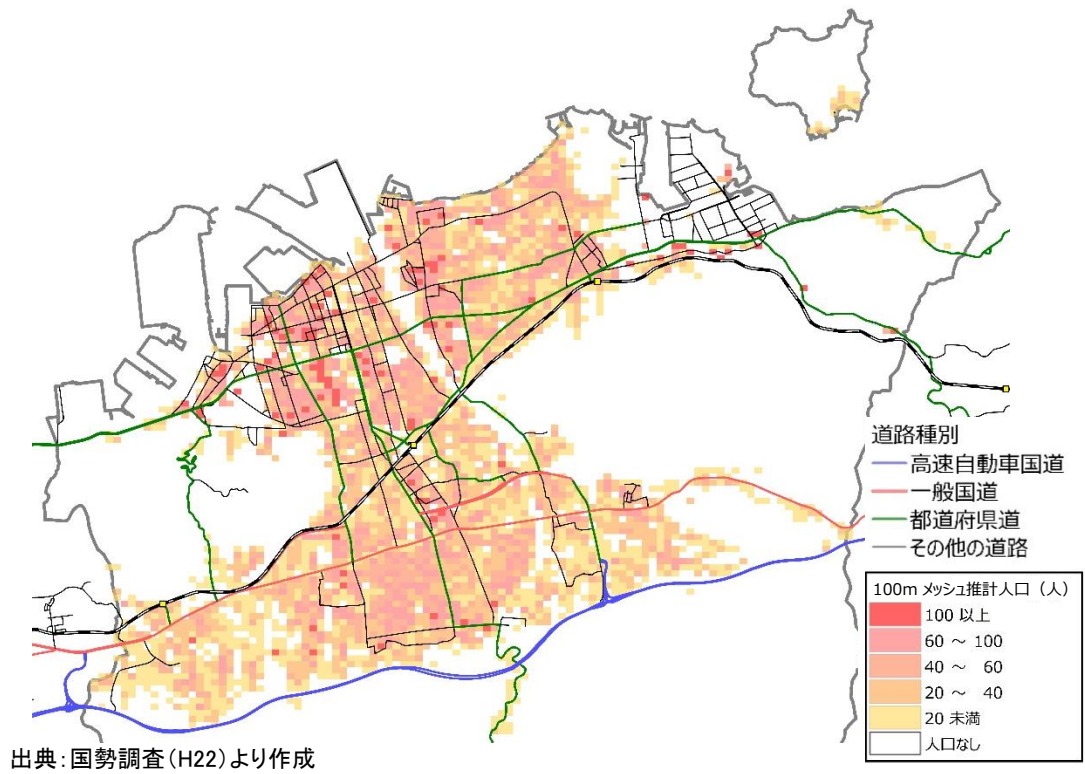 道路種別
高速自動車国道
一般国道
都道府県道
その他の道路
100m メッシュ推計人口（人）
100 以上
60 ～ 100
40 ～ 60
20 ～ 40
20 未満
人口なし
出典：国勢調査（H22）より作成